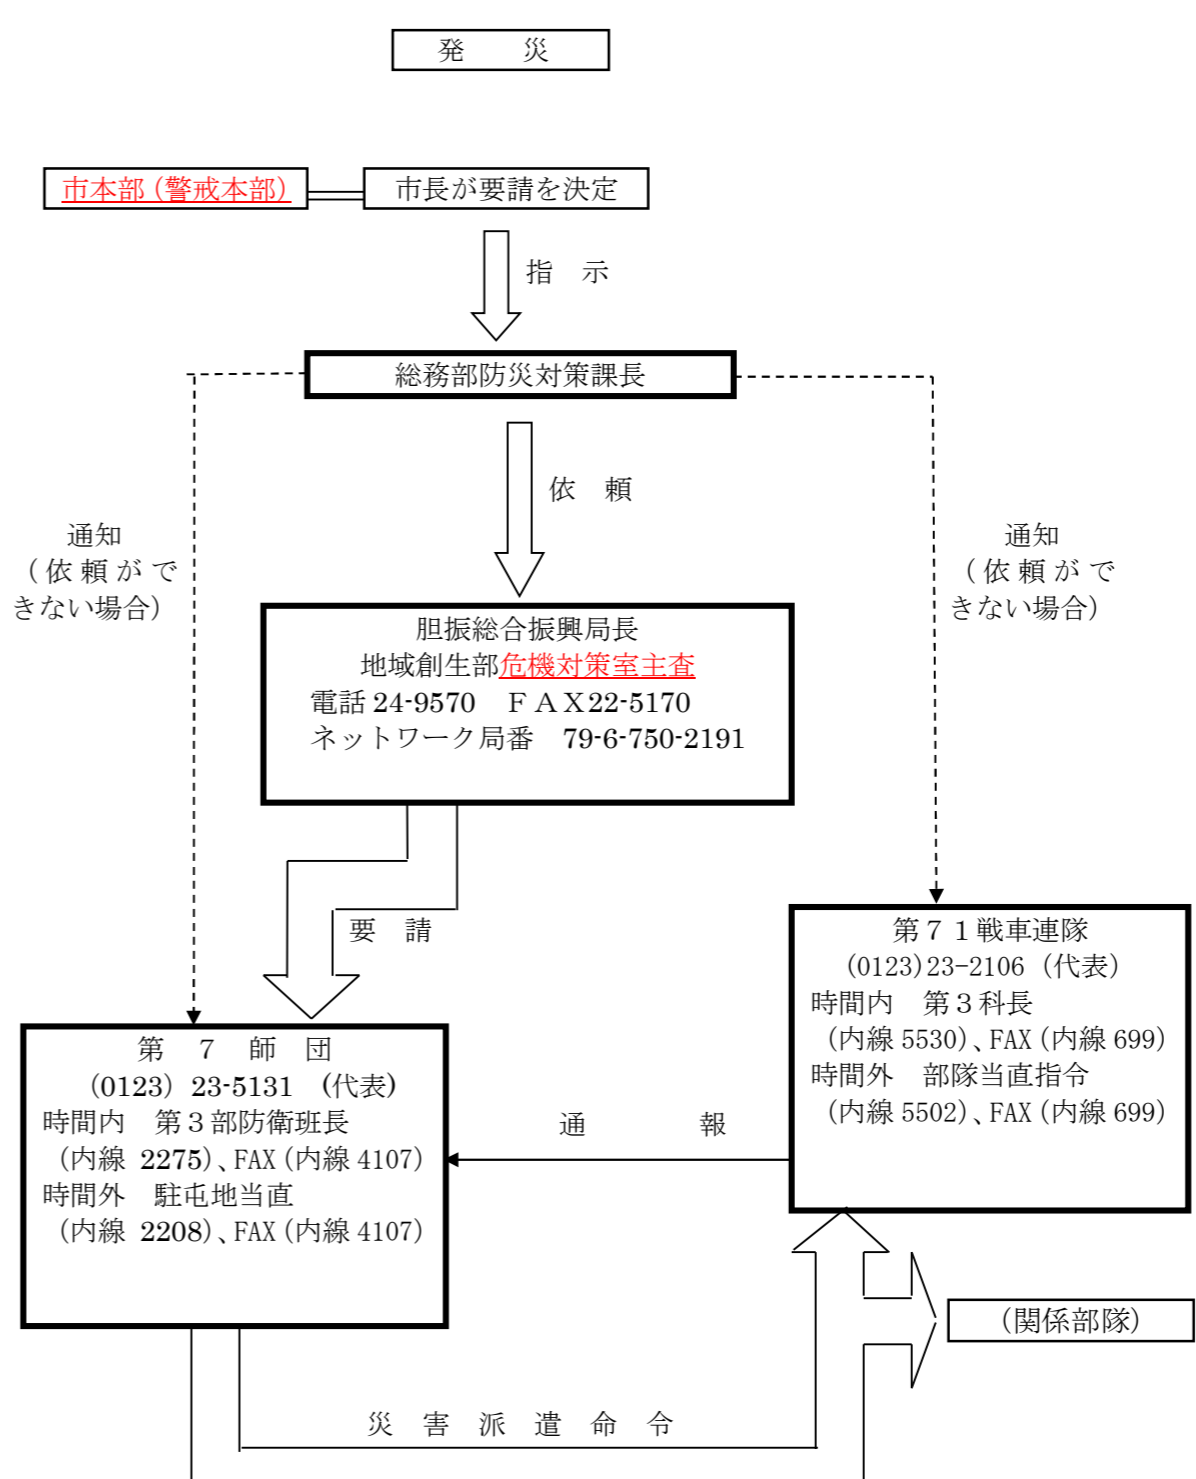 発　　災
市本部（警戒本部）
市長が要請を決定
指　示
総務部防災対策課長
依　頼
通知
（依頼がで
きない場合）
通知
（依頼がで
きない場合）
胆振総合振興局長
地域創生部危機対策室主査
電話 24-9570　ＦＡＸ22-5170
ネットワーク局番　79-6-750-2191
要　請
第７１戦車連隊
（0123）23-2106（代表）
時間内　第３科長
（内線 5530）、FAX（内線 699）
時間外　部隊当直指令
（内線 5502）、FAX（内線 699）
第　７　師　団
（0123）23-5131　（代表）
時間内　第３部防衛班長
（内線 2275）、FAX（内線 4107）
時間外　駐屯地当直
（内線 2208）、FAX（内線 4107）
通　　　　報
（関係部隊）
災　害　派　遣　命　令